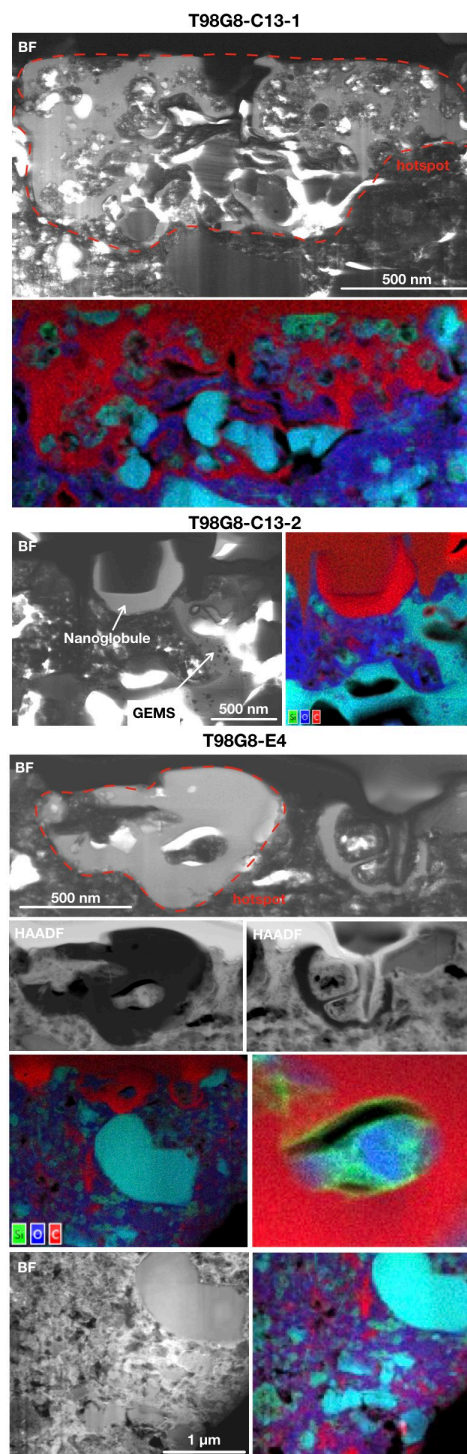 T98G8-C13-1
BF
hotspot
500 nm
T98G8-C13-2
BF
Nanoglobule
GEMS
500 nm
Si O C
T98G8-E4
BF
500 nm
hotspot
HAADF
HAADF
Si O C
BF
1 µm